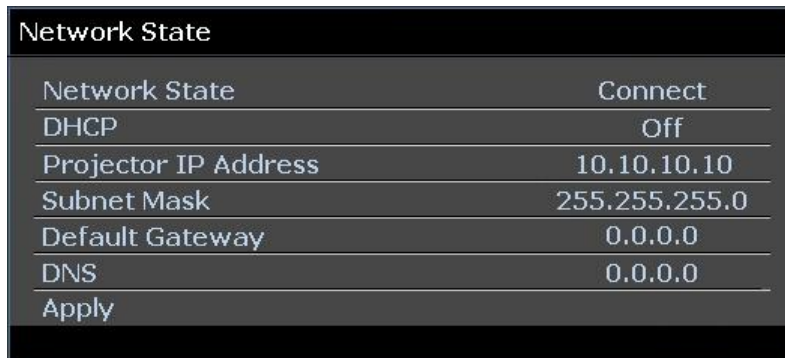 Network State
Network State Connect
DHCP Off
Projector IP Address 10.10.10.10
Subnet Mask 255.255.255.0
Default Gateway 0.0.0.0
DNS 0.0.0.0
Apply